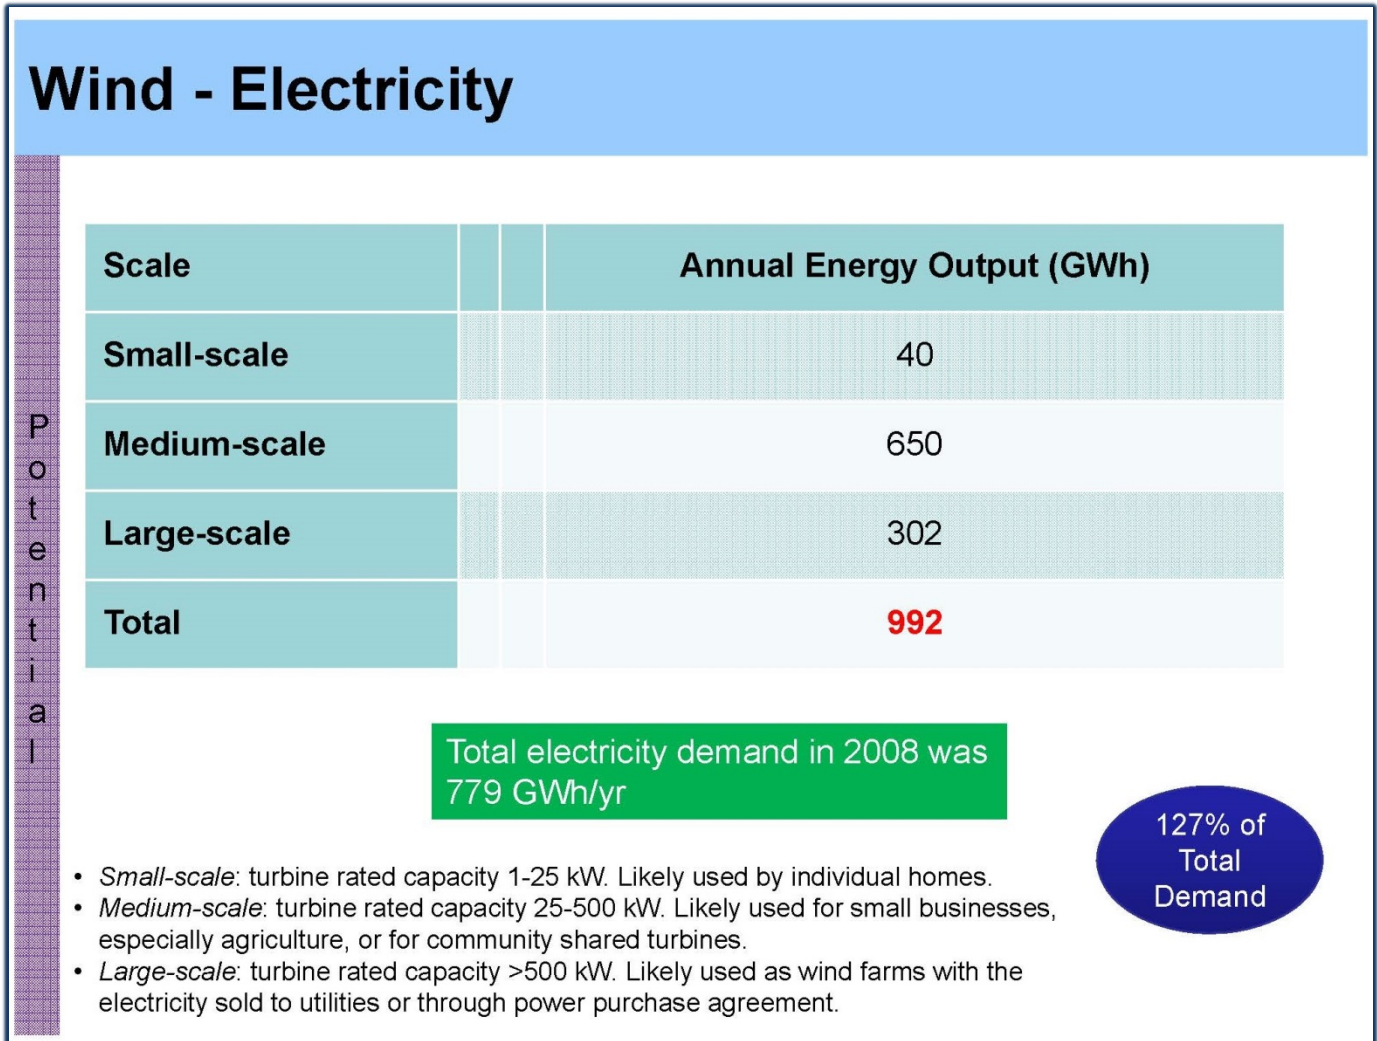 Wind - Electricity
Potential
Scale Annual Energy Output (GWh)
Small-scale 40
Medium-scale 650
Large-scale 302
Total 992
Total electricity demand in 2008 was
779 GWh/yr
127% of
Total
Demand
• Small-scale: turbine rated capacity 1-25 kW. Likely used by individual homes.
• Medium-scale: turbine rated capacity 25-500 kW. Likely used for small businesses,
especially agriculture, or for community shared turbines.
• Large-scale: turbine rated capacity >500 kW. Likely used as wind farms with the
electricity sold to utilities or through power purchase agreement.